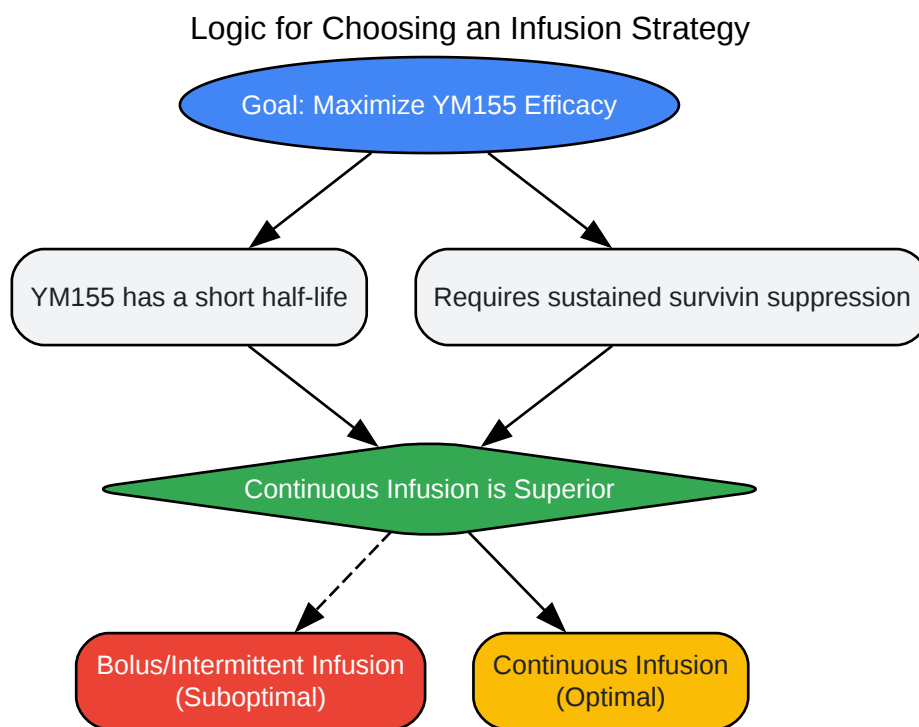 Logic for Choosing an Infusion Strategy
Goal: Maximize YM155 Efficacy
YM155 has a short half-life
Requires sustained survivin suppression
Continuous Infusion is Superior
Bolus/Intermittent Infusion
(Suboptimal)
Continuous Infusion
(Optimal)